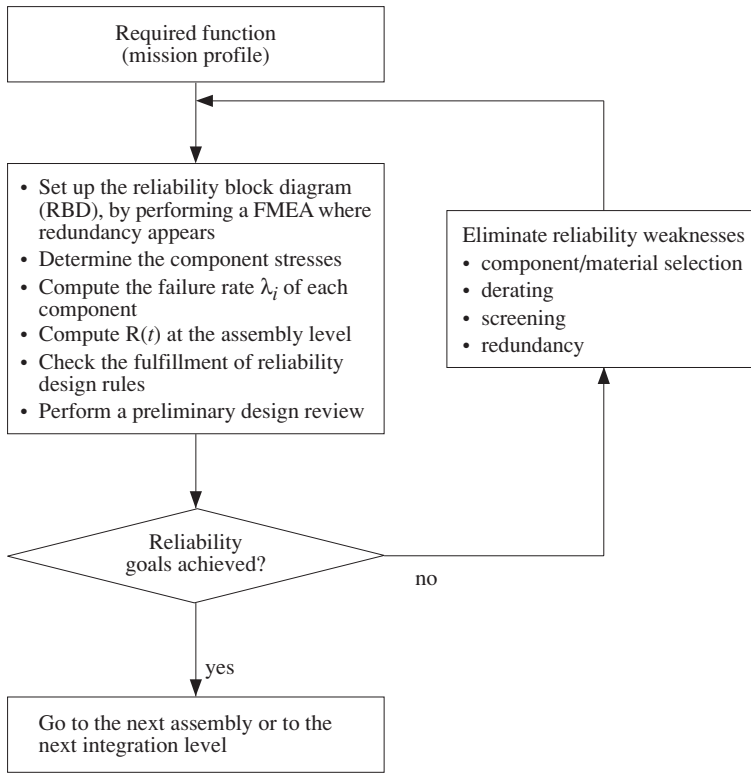 Required function
(mission profile)
• Set up the reliability block diagram
(RBD), by performing a FMEA where
redundancy appears
• Determine the component stresses
• Compute the failure rate λi of each
component
• Compute R(t) at the assembly level
• Check the fulfillment of reliability
design rules
• Perform a preliminary design review
Eliminate reliability weaknesses
• component/material selection
• derating
• screening
• redundancy
Reliability
goals achieved?
no
yes
Go to the next assembly or to the
next integration level